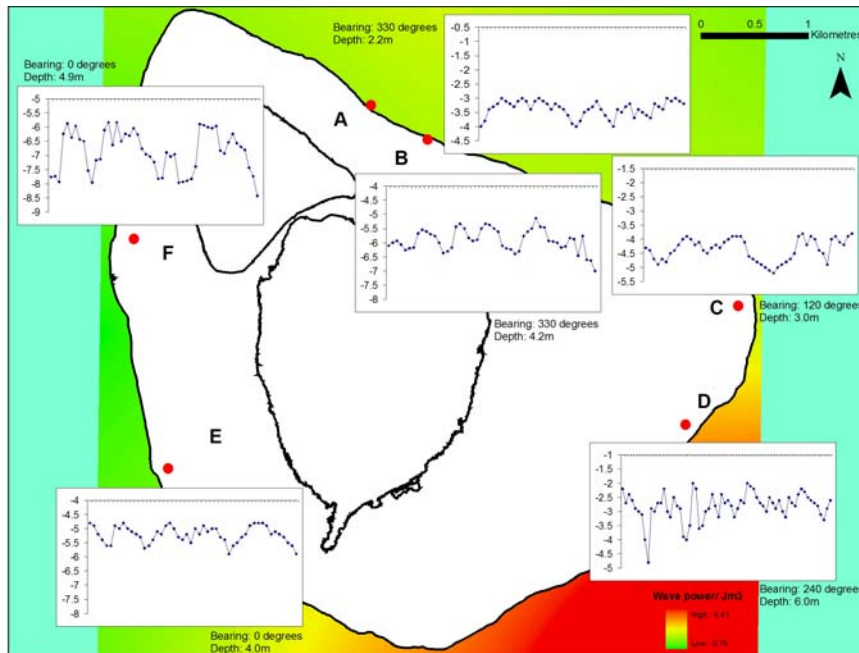 Bearing: 330 degrees
Depth: 2.2m
0 1
Kilometres
N
Bearing: 0 degrees
Depth: 4.9m
-0.5
-1
-1.5
-2
-2.5
-3
-3.5
-4
-4.5
-5
-5.5
-6
-6.5
-7
-7.5
-8
-8.5
-9
A
B
-4
-4.5
-5
-5.5
-6
-6.5
-7
-7.5
-8
-1.5
-2
-2.5
-3
-3.5
-4
-4.5
-5
-5.5
F
C
Bearing: 120 degrees
Depth: 3.0m
Bearing: 330 degrees
Depth: 4.2m
D
E
-4
-4.5
-5
-5.5
-6
-6.5
-7
-7.5
-8
-1
-1.5
-2
-2.5
-3
-3.5
-4
-4.5
-5
Bearing: 240 degrees
Depth: 6.0m
Wave power/ Jm3
High :
Low :
Bearing: 0 degrees
Depth: 4.0m